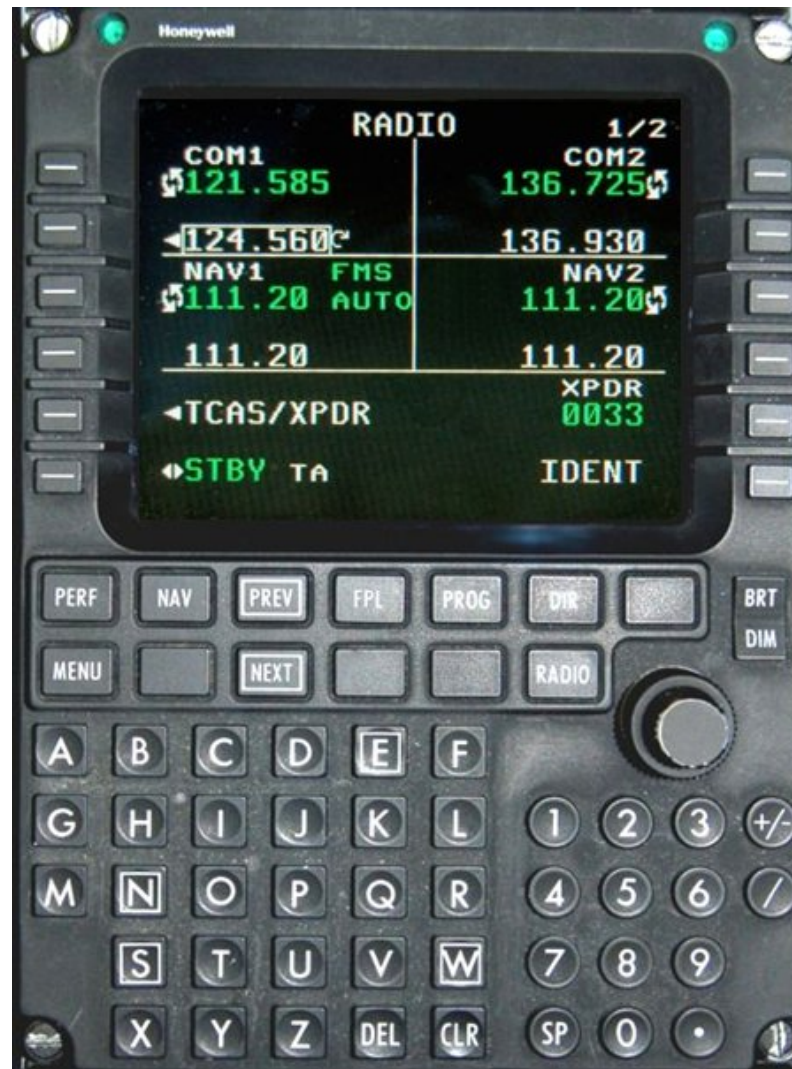 Honeywell
RADIO 1/2
COM1 COM2
121.585 136.725
124.560 136.930
NAV1 FMS NAV2
111.20 AUTO 111.20
111.20 111.20
XPDR
TCAS/XPDR 0033
STBY TA IDENT
PERF NAV PREV FPL PROG DIR BRT
DIM
MENU NEXT RADIO
A B C D E F
G H I J K L 1 2 3 +/-
M N O P Q R 4 5 6 /
S T U V W 7 8 9
X Y Z DEL CLR SP 0 .